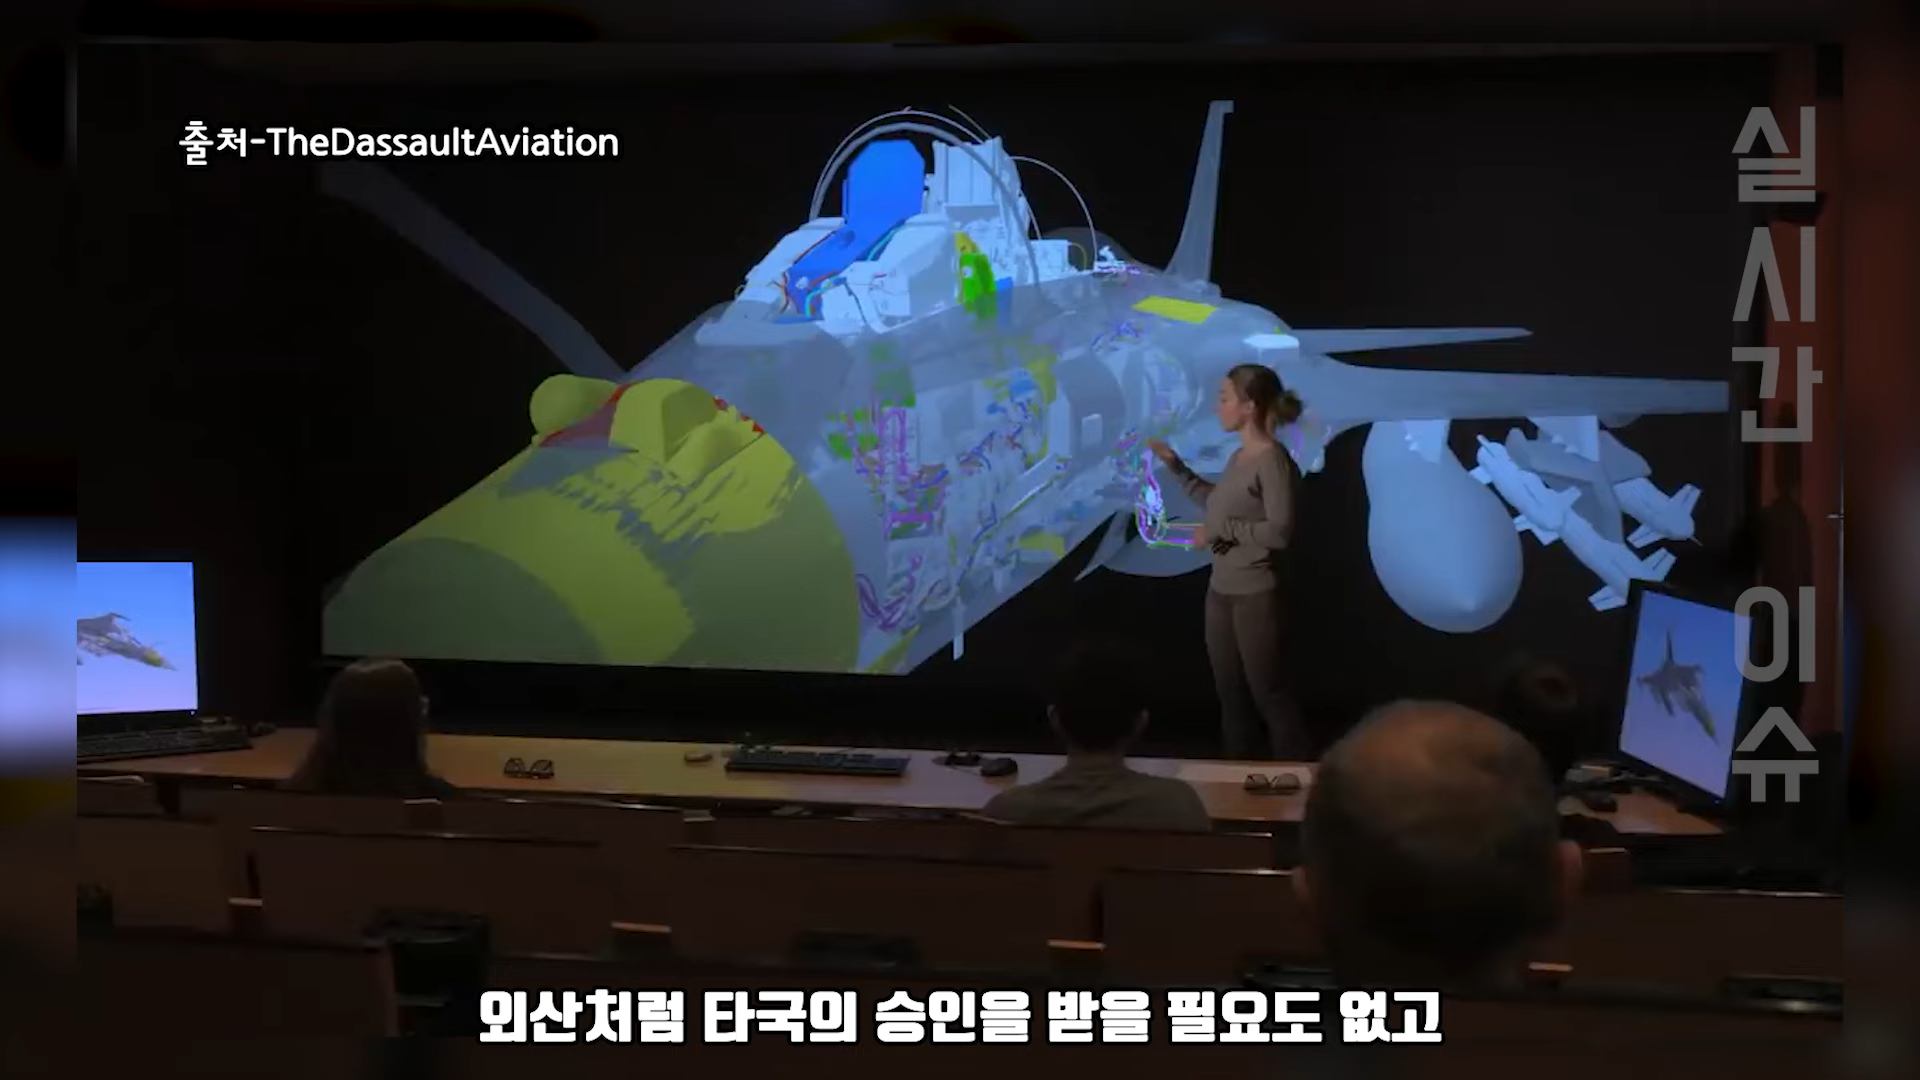 출처-TheDassaultAviation
실시간 이슈
외산처럼 타국의 승인을 받을 필요도 없고